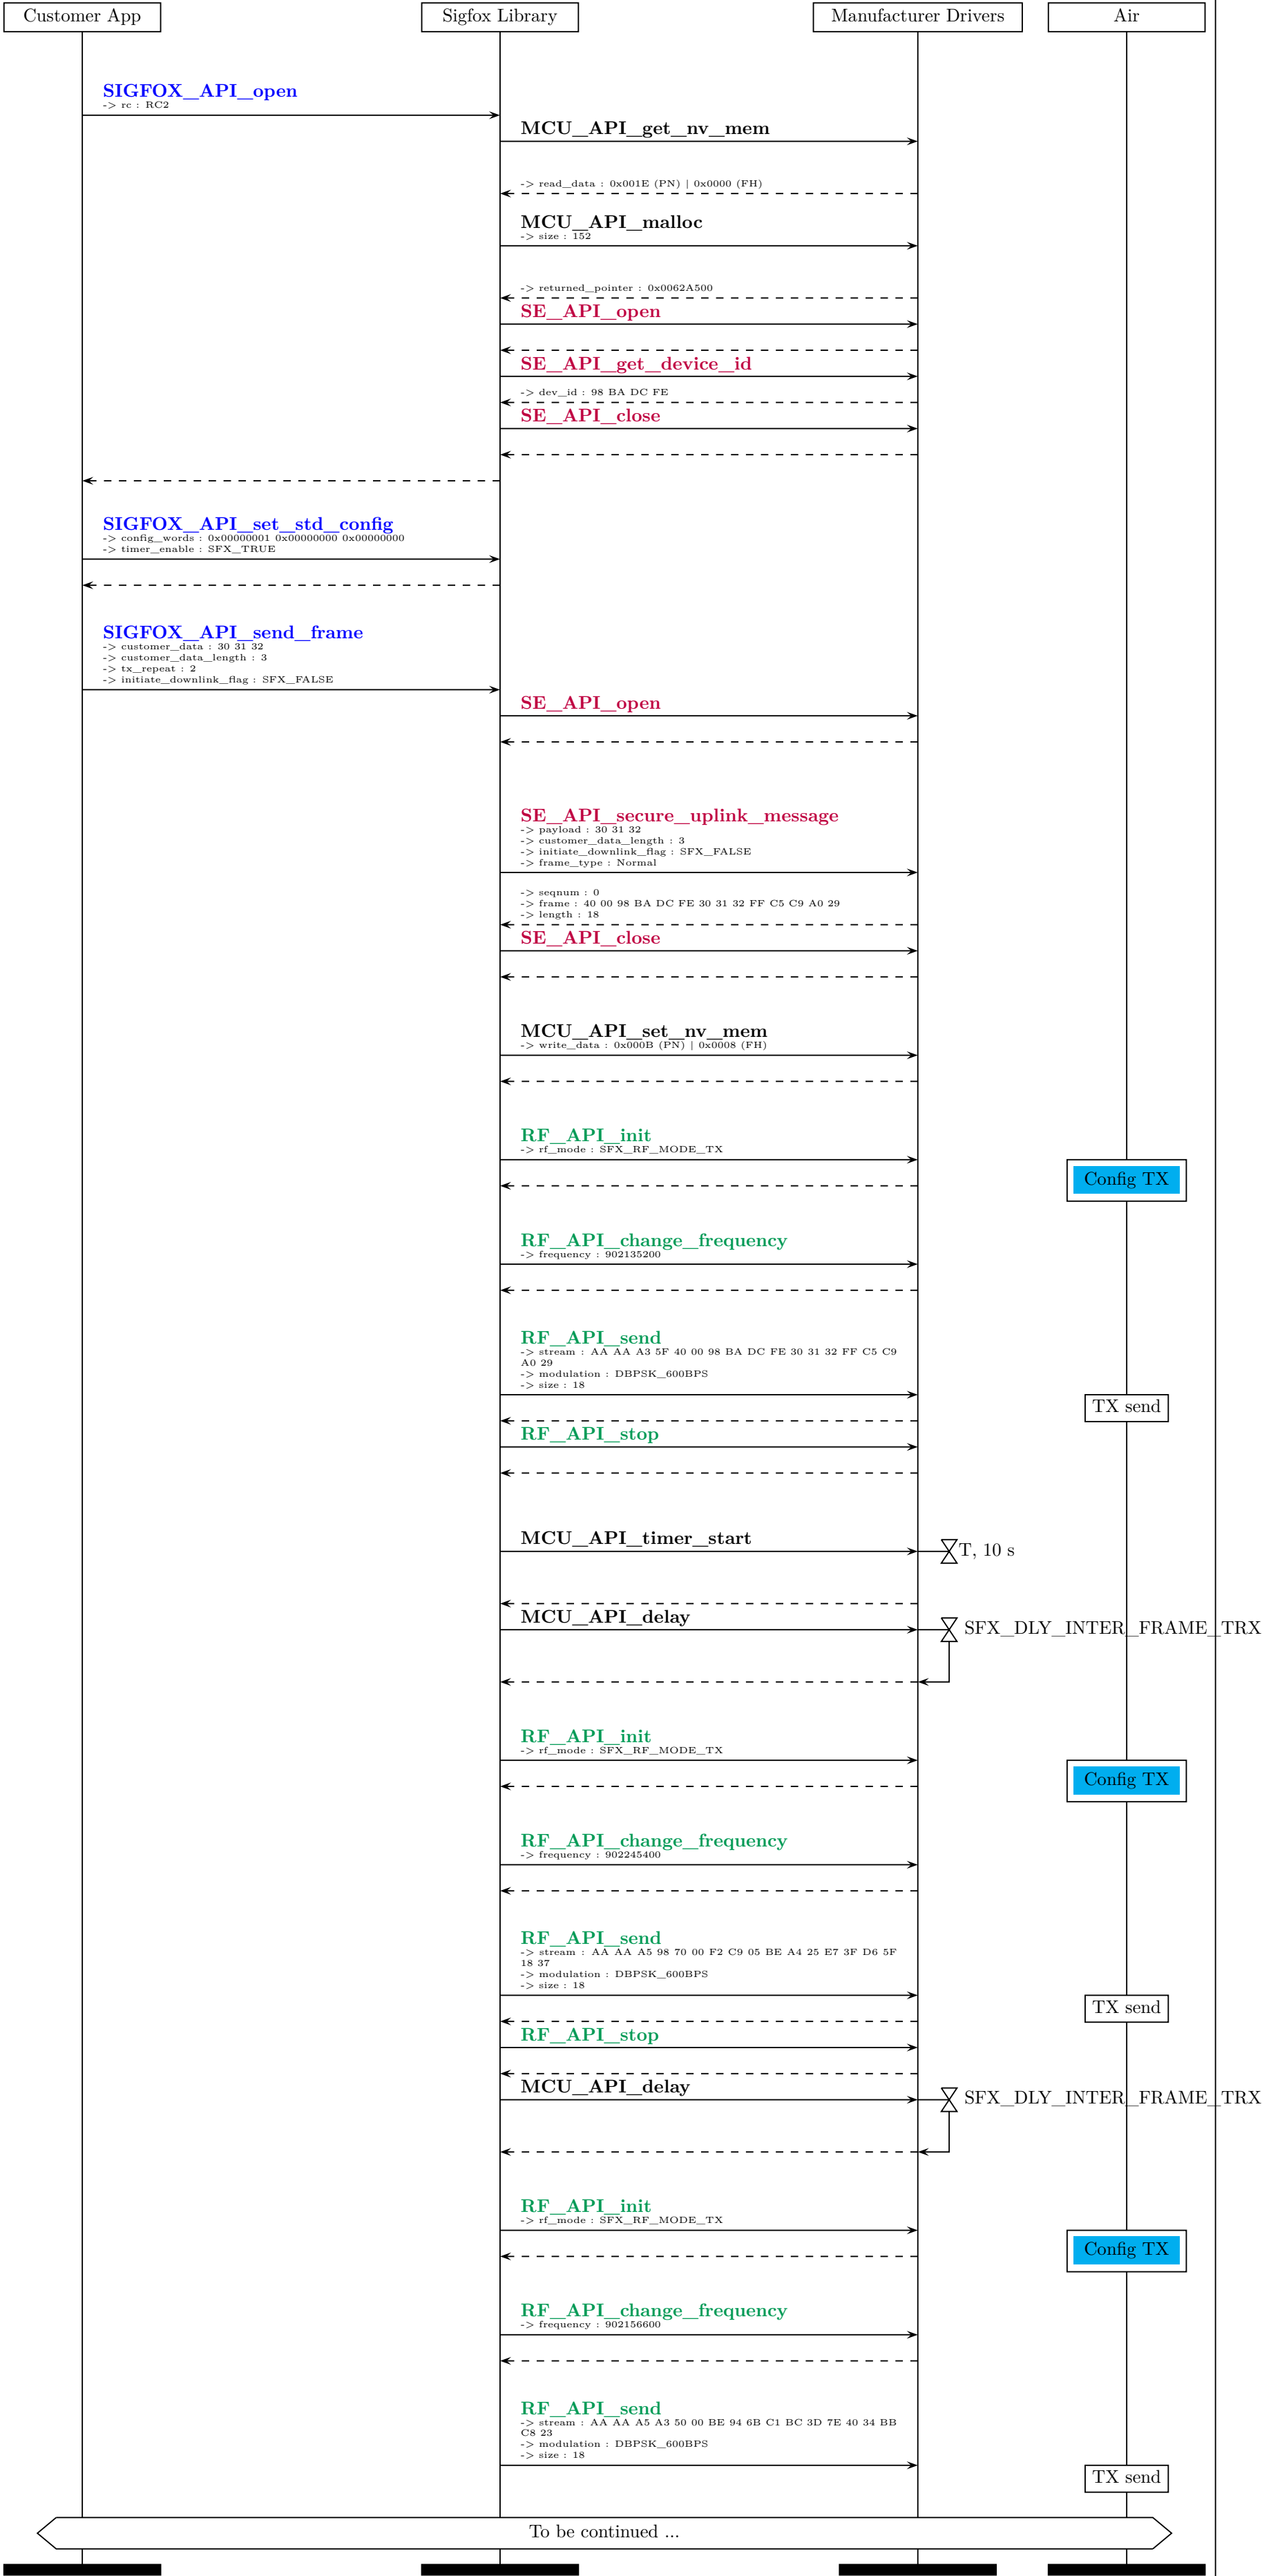 Customer App
Sigfox Library
Manufacturer Drivers
Air
SIGFOX_API_open
-> rc : RC2
MCU_API_get_nv_mem
-> read_data : 0x001E (PN) | 0x0000 (FH)
MCU_API_malloc
-> size : 152
-> returned_pointer : 0x0062A500
SE_API_open
SE_API_get_device_id
-> dev_id : 98 BA DC FE
SE_API_close
SIGFOX_API_set_std_config
-> config_words : 0x00000001 0x00000000 0x00000000
-> timer_enable : SFX_TRUE
SIGFOX_API_send_frame
-> customer_data : 30 31 32
-> customer_data_length : 3
-> tx_repeat : 2
-> initiate_downlink_flag : SFX_FALSE
SE_API_open
SE_API_secure_uplink_message
-> payload : 30 31 32
-> customer_data_length : 3
-> initiate_downlink_flag : SFX_FALSE
-> frame_type : Normal
-> seqnum : 0
-> frame : 40 00 98 BA DC FE 30 31 32 FF C5 C9 A0 29
-> length : 18
SE_API_close
MCU_API_set_nv_mem
-> write_data : 0x000B (PN) | 0x0008 (FH)
RF_API_init
-> rf_mode : SFX_RF_MODE_TX
Config TX
RF_API_change_frequency
-> frequency : 902135200
RF_API_send
-> stream : AA AA A3 5F 40 00 98 BA DC FE 30 31 32 FF C5 C9
A0 29
-> modulation : DBPSK_600BPS
-> size : 18
TX send
RF_API_stop
MCU_API_timer_start
T, 10 s
MCU_API_delay
SFX_DLY_INTER_FRAME_TRX
RF_API_init
-> rf_mode : SFX_RF_MODE_TX
Config TX
RF_API_change_frequency
-> frequency : 902245400
RF_API_send
-> stream : AA AA A5 98 70 00 F2 C9 05 BE A4 25 E7 3F D6 5F
18 37
-> modulation : DBPSK_600BPS
-> size : 18
TX send
RF_API_stop
MCU_API_delay
SFX_DLY_INTER_FRAME_TRX
RF_API_init
-> rf_mode : SFX_RF_MODE_TX
Config TX
RF_API_change_frequency
-> frequency : 902156600
RF_API_send
-> stream : AA AA A5 A3 50 00 BE 94 6B C1 BC 3D 7E 40 34 BB
C8 23
-> modulation : DBPSK_600BPS
-> size : 18
TX send
To be continued ...